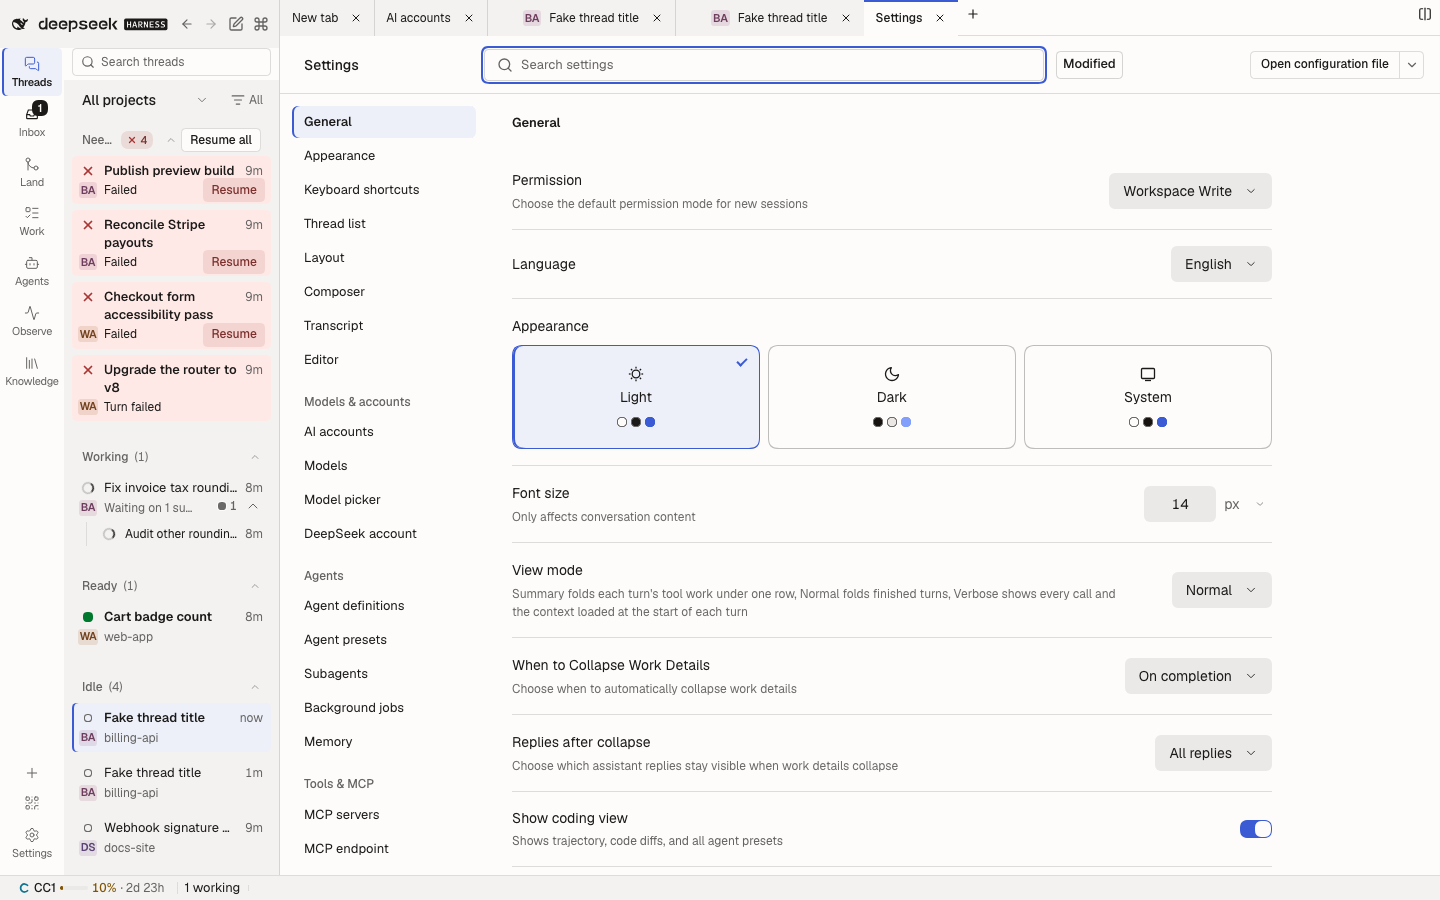 deepseek HARNESS
New tab
AI accounts
BA Fake thread title
BA Fake thread title
Settings
Threads
1
Inbox
Land
Work
Agents
Observe
Knowledge
Settings
Search threads
All projects
All
Nee...
4
Resume all
Publish preview build 9m
BA Failed Resume
Reconcile Stripe 9m
payouts
BA Failed Resume
Checkout form 9m
accessibility pass
WA Failed Resume
Upgrade the router to 9m
v8
WA Turn failed
Working (1)
Fix invoice tax roundi... 8m
BA Waiting on 1 su... 1
Audit other roundin... 8m
Ready (1)
Cart badge count 8m
WA web-app
Idle (4)
Fake thread title now
BA billing-api
Fake thread title 1m
BA billing-api
Webhook signature ... 9m
DS docs-site
Settings
Search settings
Modified
Open configuration file
General
Appearance
Keyboard shortcuts
Thread list
Layout
Composer
Transcript
Editor
Models & accounts
AI accounts
Models
Model picker
DeepSeek account
Agents
Agent definitions
Agent presets
Subagents
Background jobs
Memory
Tools & MCP
MCP servers
MCP endpoint
General
Permission
Choose the default permission mode for new sessions
Workspace Write
Language
English
Appearance
Light
Dark
System
Font size
Only affects conversation content
14 px
View mode
Summary folds each turn's tool work under one row, Normal folds finished turns, Verbose shows every call and
the context loaded at the start of each turn
Normal
When to Collapse Work Details
Choose when to automatically collapse work details
On completion
Replies after collapse
Choose which assistant replies stay visible when work details collapse
All replies
Show coding view
Shows trajectory, code diffs, and all agent presets
C CC1 10% · 2d 23h 1 working